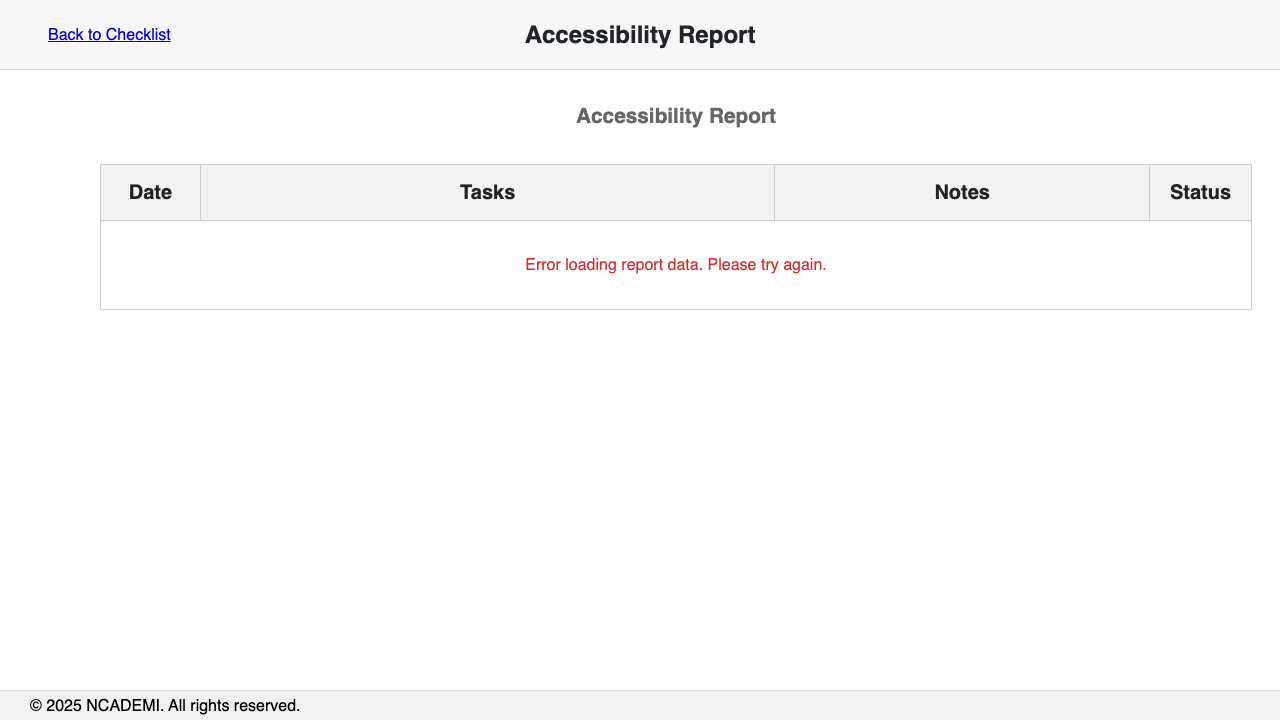 Back to Checklist
Accessibility Report
Accessibility Report
Date Tasks Notes Status
Error loading report data. Please try again.
© 2025 NCADEMI. All rights reserved.